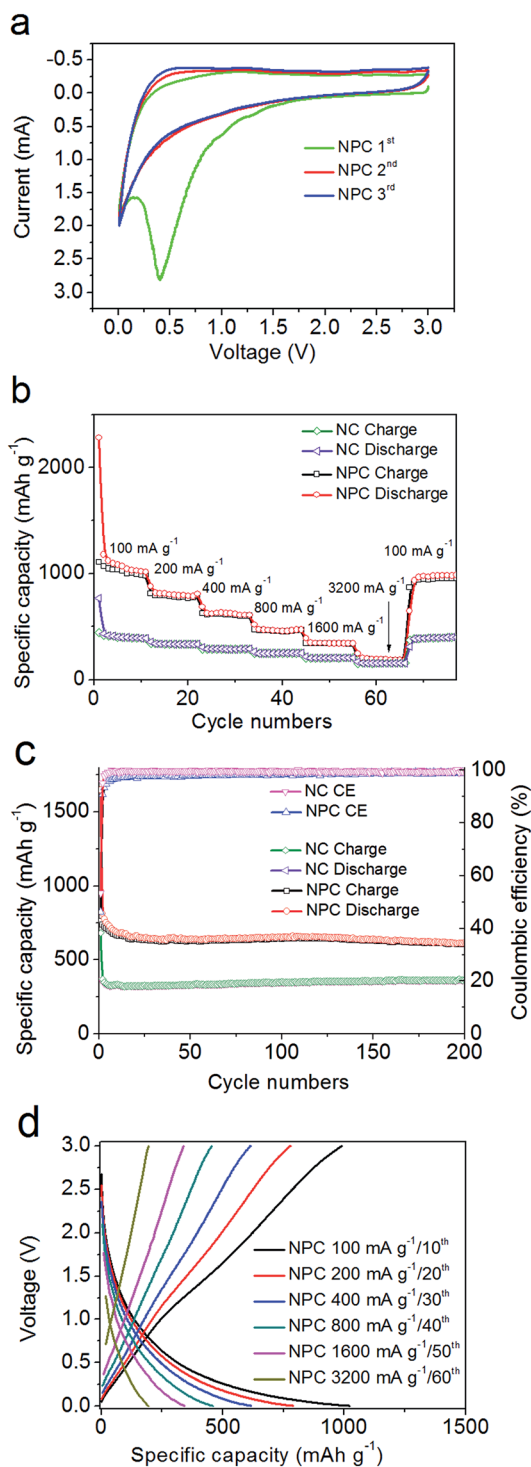 a
-0.5
0.0
0.5
1.0
1.5
2.0
2.5
3.0
Current (mA)
NPC 1st
NPC 2nd
NPC 3rd
0.0 0.5 1.0 1.5 2.0 2.5 3.0
Voltage (V)
b
2000
1000
0
Specific capacity (mAh g-1)
NC Charge
NC Discharge
NPC Charge
NPC Discharge
100 mA g-1
200 mA g-1
400 mA g-1
800 mA g-1
1600 mA g-1
3200 mA g-1
100 mA g-1
0 20 40 60
Cycle numbers
c
1500
1000
500
0
Specific capacity (mAh g-1)
NC CE
NPC CE
NC Charge
NC Discharge
NPC Charge
NPC Discharge
100
80
60
40
20
0
Coulombic efficiency (%)
0 50 100 150 200
Cycle numbers
d
3.0
2.5
2.0
1.5
1.0
0.5
0.0
Voltage (V)
NPC 100 mA g-1/10th
NPC 200 mA g-1/20th
NPC 400 mA g-1/30th
NPC 800 mA g-1/40th
NPC 1600 mA g-1/50th
NPC 3200 mA g-1/60th
0 500 1000 1500
Specific capacity (mAh g-1)